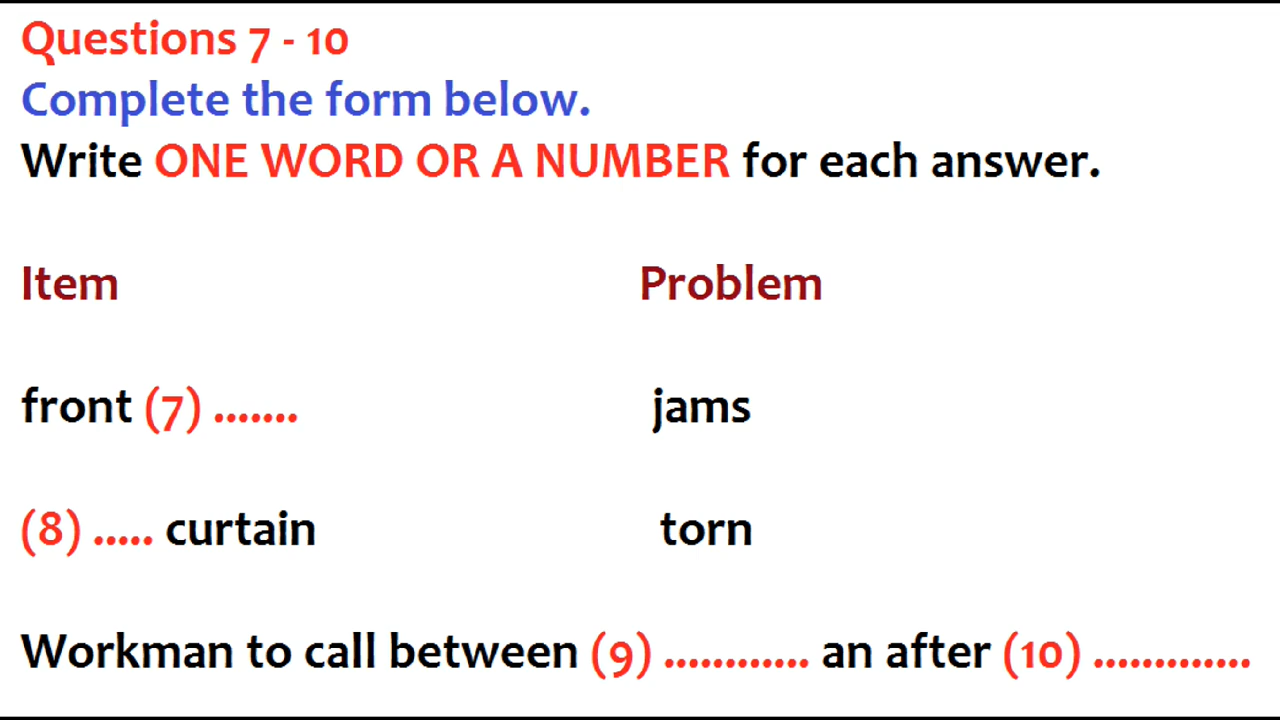 Questions 7 - 10
Complete the form below.
Write ONE WORD OR A NUMBER for each answer.
Item Problem
front (7) ....... jams
(8) ..... curtain torn
Workman to call between (9) ............ an after (10) .............